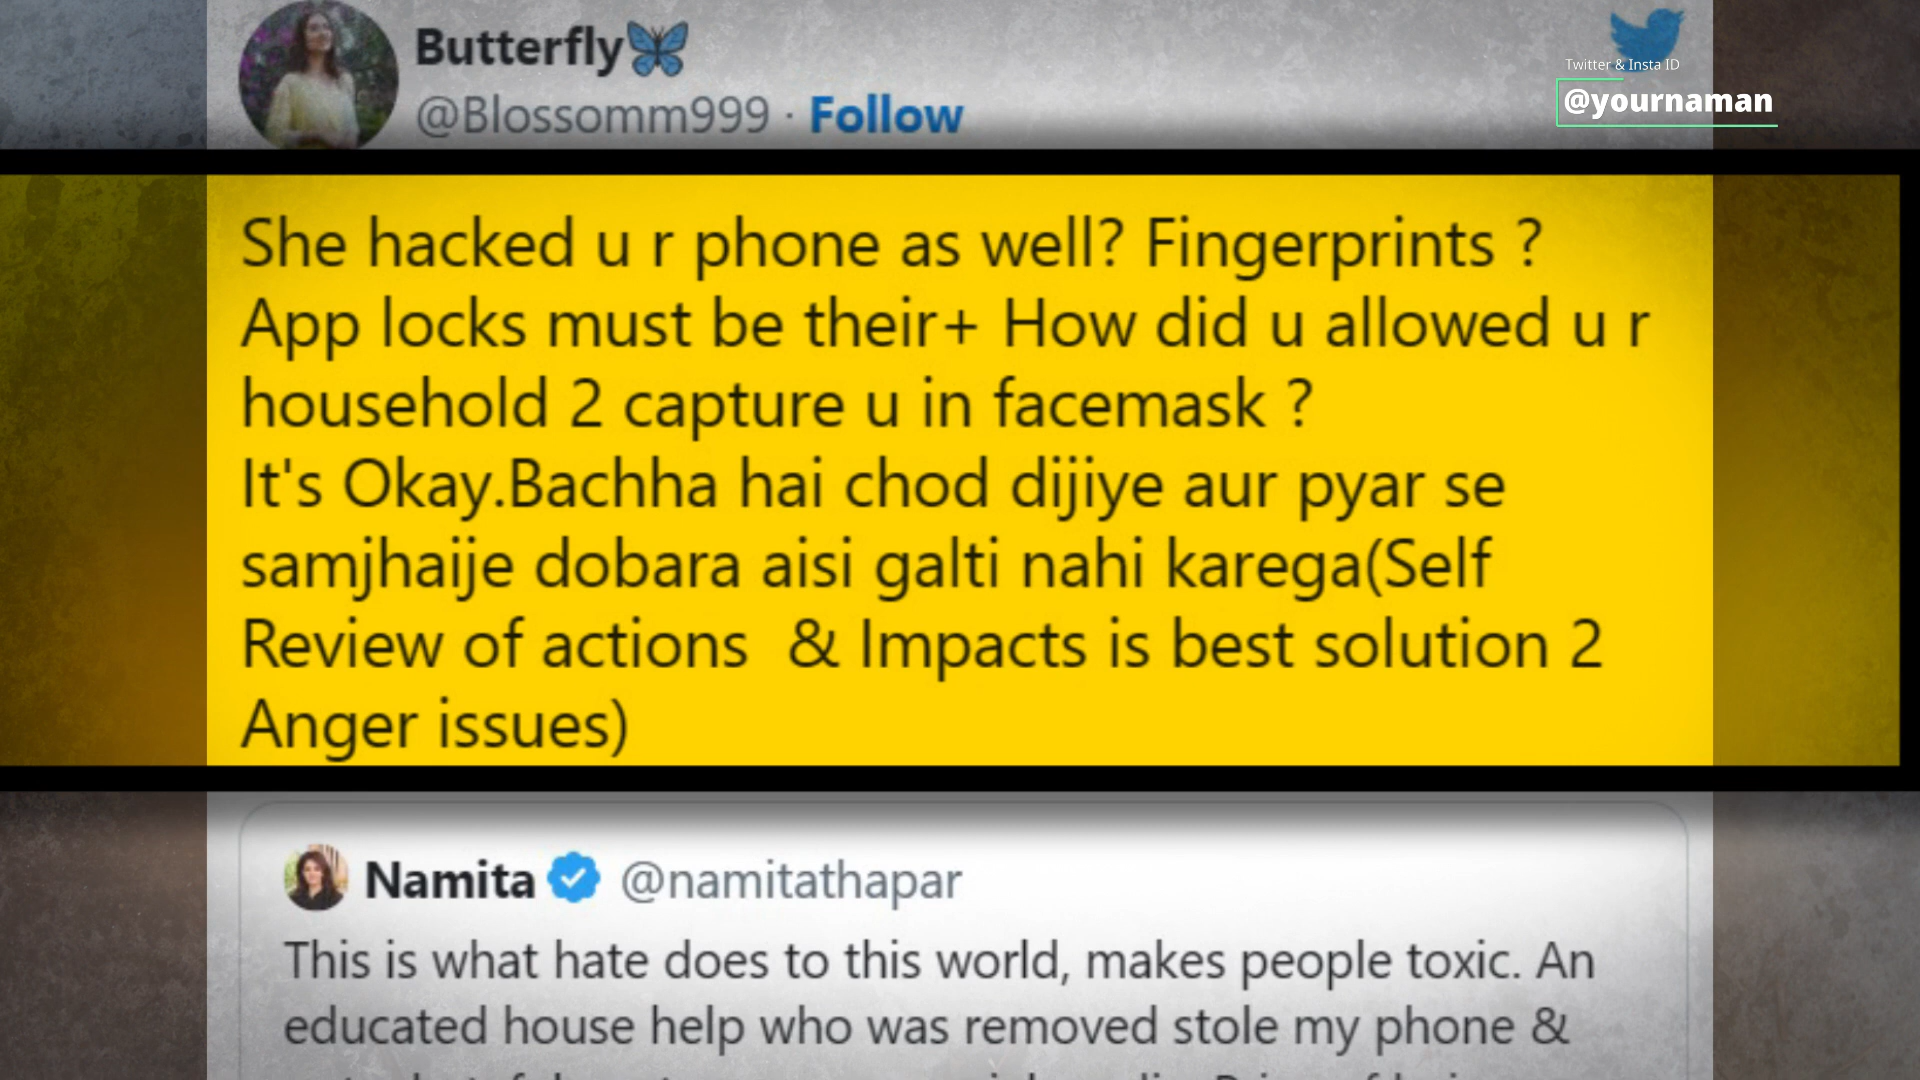 Butterfly🦋
@Blossomm999 · Follow
Twitter & Insta ID
@yournaman
She hacked u r phone as well? Fingerprints ?
App locks must be their+ How did u allowed u r
household 2 capture u in facemask ?
It's Okay.Bachha hai chod dijiye aur pyar se
samjhaije dobara aisi galti nahi karega(Self
Review of actions  & Impacts is best solution 2
Anger issues)
Namita @namitathapar
This is what hate does to this world, makes people toxic. An
educated house help who was removed stole my phone &